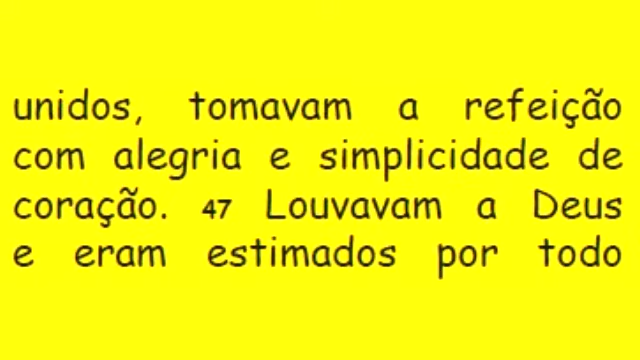 unidos, tomavam a refeição
com alegria e simplicidade de
coração. 47 Louvavam a Deus
e eram estimados por todo